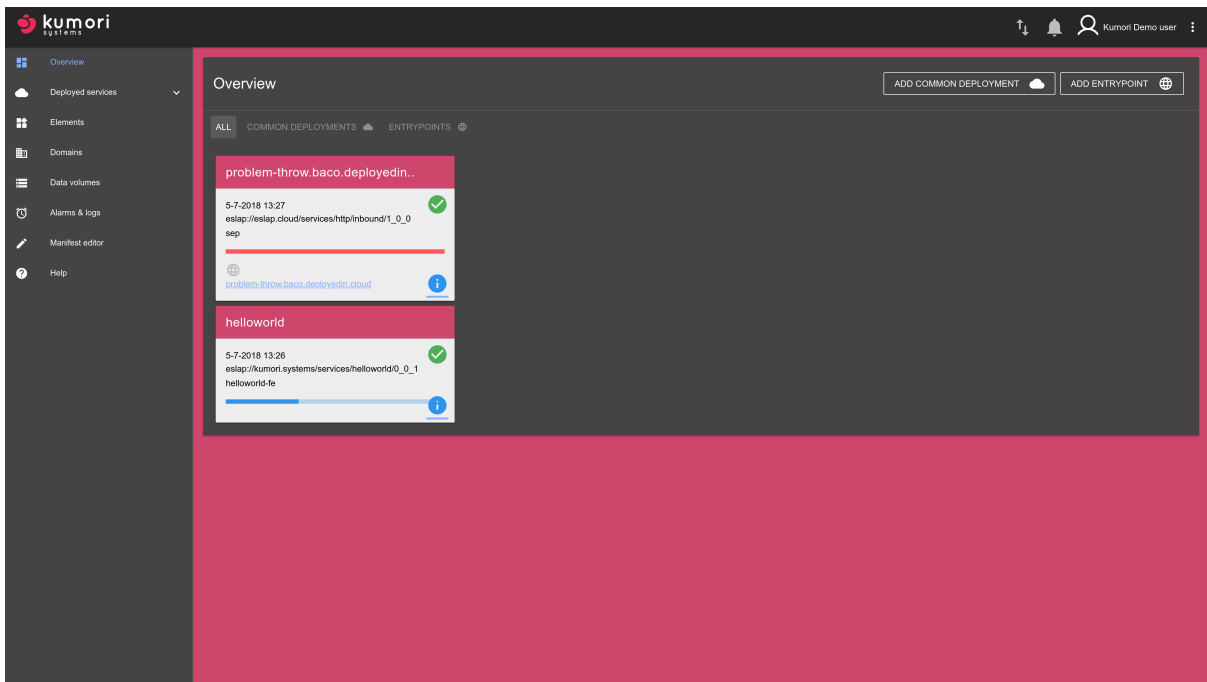 kumori
systems
Kumori Demo user
Overview
Deployed services
Elements
Domains
Data volumes
Alarms & logs
Manifest editor
Help
Overview
ADD COMMON DEPLOYMENT
ADD ENTRYPOINT
ALL COMMON DEPLOYMENTS ENTRYPOINTS
problem-throw.baco.deployedin..
5-7-2018 13:27
eslap://eslap.cloud/services/http/inbound/1_0_0
sep
problem-throw.baco.deployedin.cloud
helloworld
5-7-2018 13:26
eslap://kumori.systems/services/helloworld/0_0_1
helloworld-fe